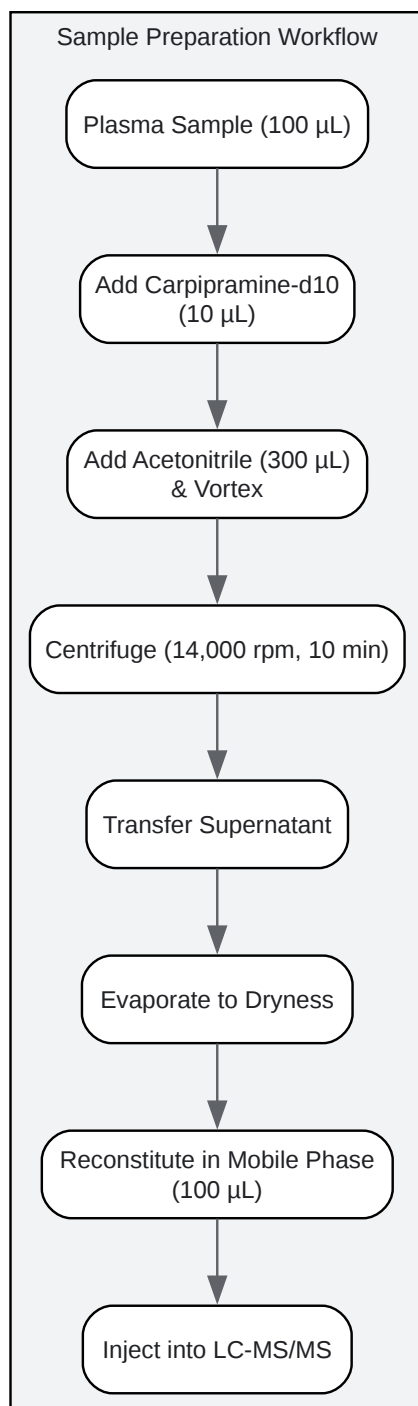 Sample Preparation Workflow
Plasma Sample (100 µL)
Add Carpipramine-d10
(10 µL)
Add Acetonitrile (300 µL)
& Vortex
Centrifuge (14,000 rpm, 10 min)
Transfer Supernatant
Evaporate to Dryness
Reconstitute in Mobile Phase
(100 µL)
Inject into LC-MS/MS